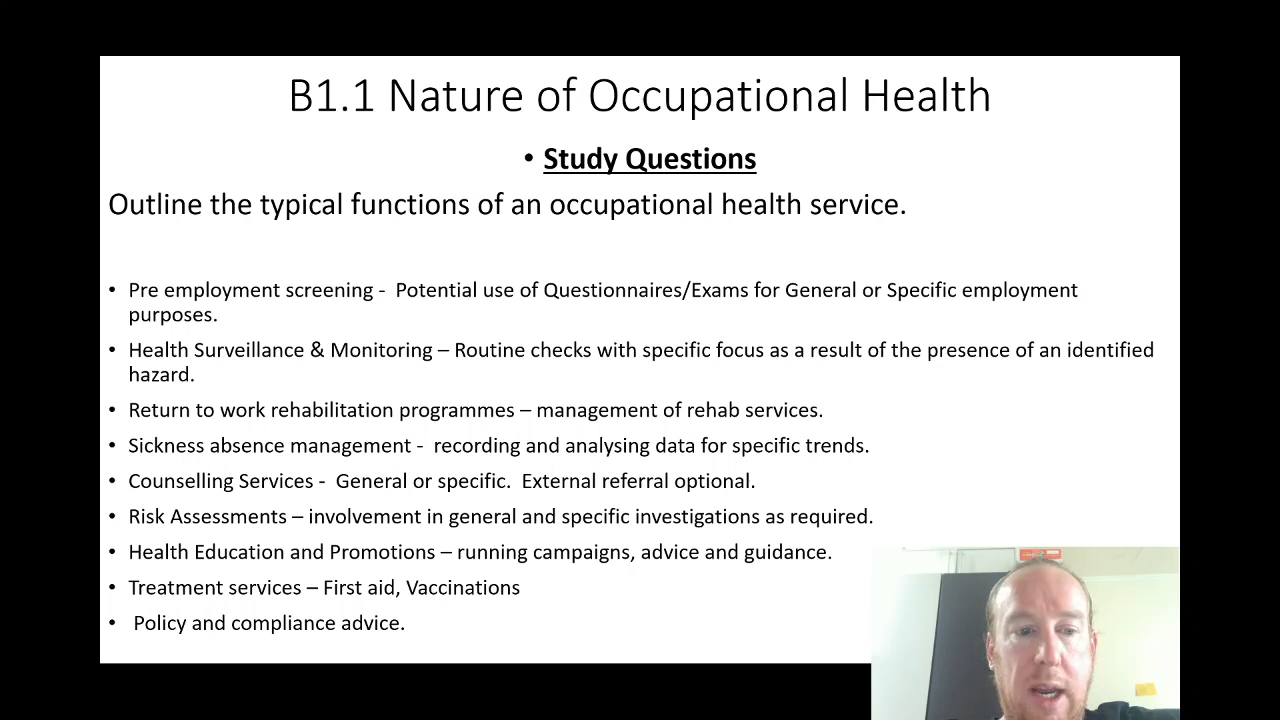 B1.1 Nature of Occupational Health
• Study Questions
Outline the typical functions of an occupational health service.
• Pre employment screening -  Potential use of Questionnaires/Exams for General or Specific employment
purposes.
• Health Surveillance & Monitoring – Routine checks with specific focus as a result of the presence of an identified
hazard.
• Return to work rehabilitation programmes – management of rehab services.
• Sickness absence management -  recording and analysing data for specific trends.
• Counselling Services -  General or specific.  External referral optional.
• Risk Assessments – involvement in general and specific investigations as required.
• Health Education and Promotions – running campaigns, advice and guidance.
• Treatment services – First aid, Vaccinations
•  Policy and compliance advice.